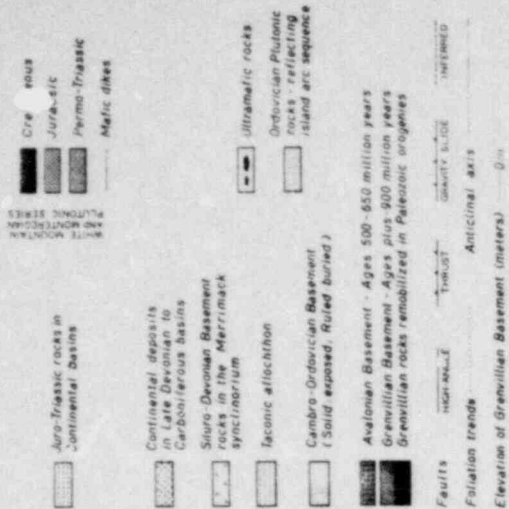 Cre eous
Jurassic
Permo-Triassic
Mafic dikes
WHITE MOUNTAIN
AND MONTEREGIAN
PLUTONIC SERIES
Juro-Triassic rocks in
Continental basins
Continental deposits
in Late Devonian to
Carboniferous basins
Siluro-Devonian Basement
rocks in the Merrimack
synclinorium
Taconic allochthon
Cambro-Ordovician Basement
(Solid exposed, Ruled buried)
Ultramafic rocks
Ordovician Plutonic
rocks - reflecting
island arc sequence
Avalonian Basement - Ages 500-650 million years
Grenvillian Basement - Ages plus 900 million years
Grenvillian rocks remobilized in Paleozoic orogenies
Faults HIGH-ANGLE THRUST GRAVITY SLIDE INFERRED
Foliation trends Anticlinal axis
Elevation of Grenvillian Basement (meters)